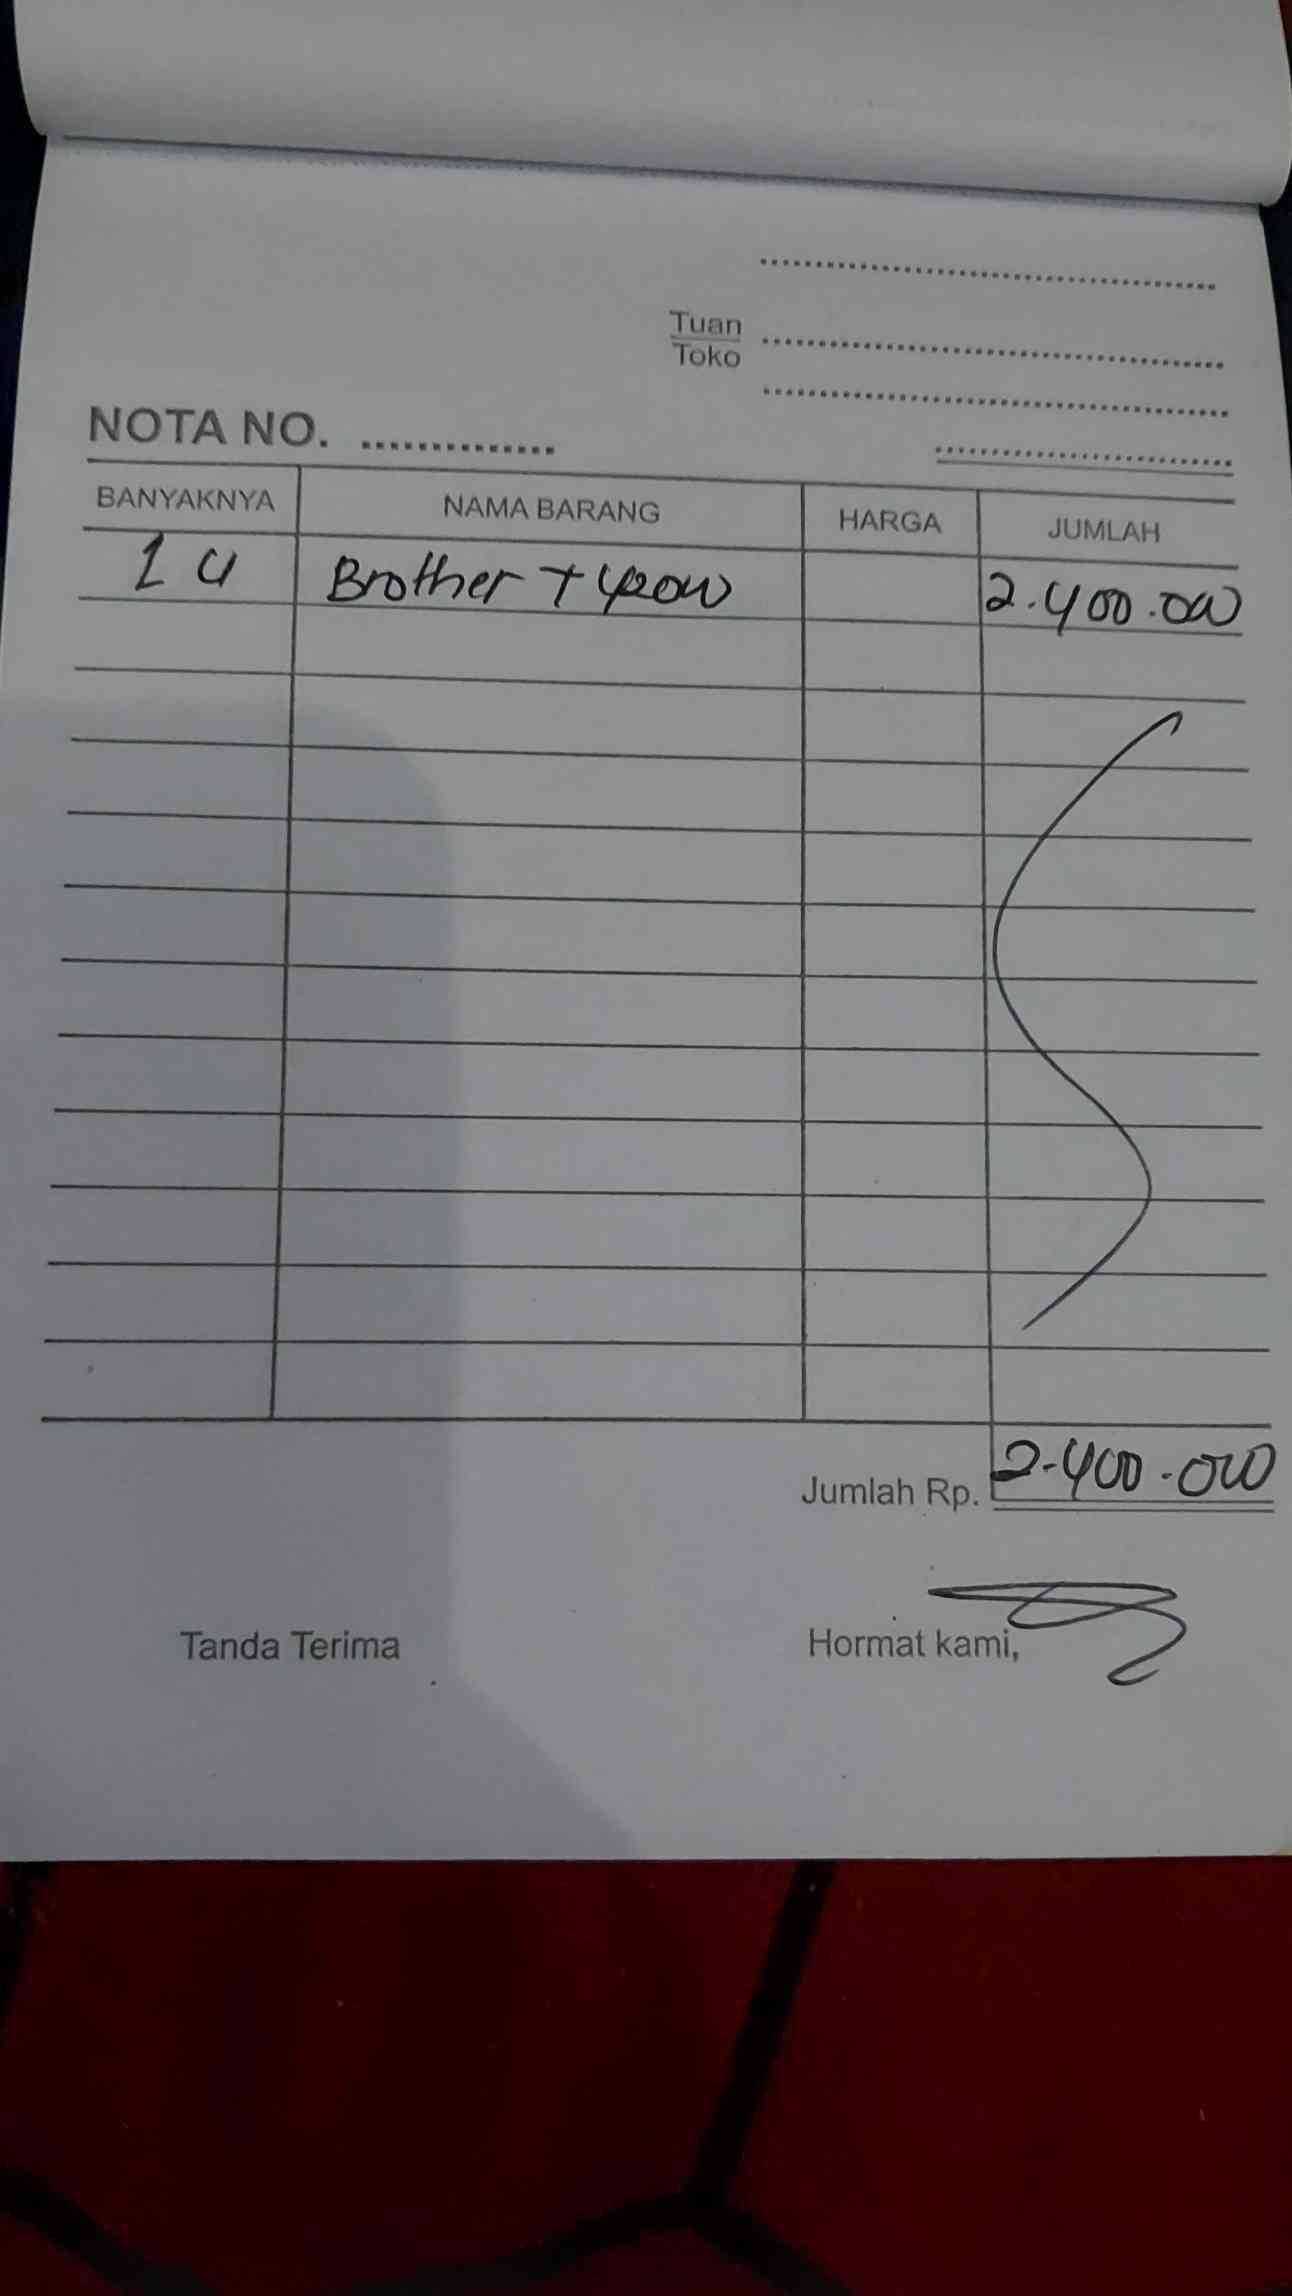 Tuan
Toko
NOTA NO.
BANYAKNYA NAMA BARANG HARGA JUMLAH
1 u Brother T420W 2.400.000
Jumlah Rp. 2.400.000
Tanda Terima Hormat kami,